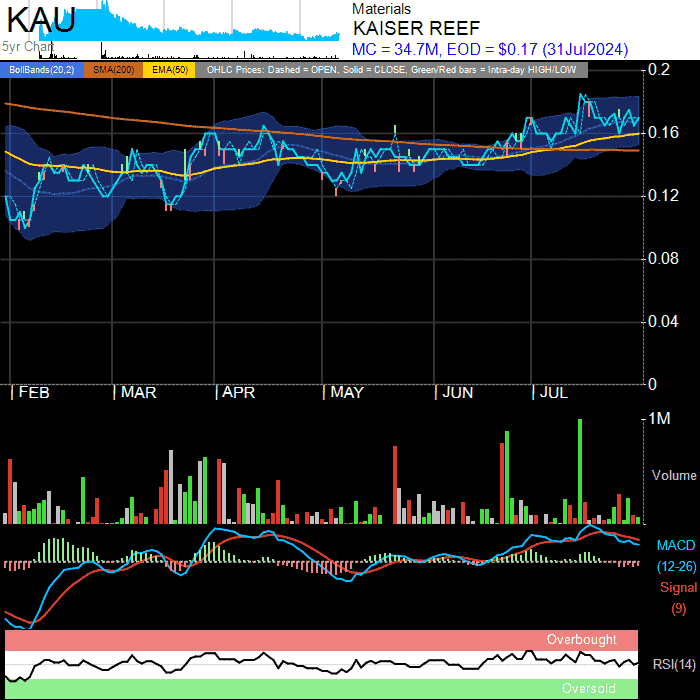 KAU
5yr Chart
Materials
KAISER REEF
MC = 34.7M, EOD = $0.17 (31Jul2024)
BollBands(20,2) SMA(200) EMA(50) OHLC Prices: Dashed = OPEN, Solid = CLOSE, Green/Red bars = Intra-day HIGH/LOW
0.2
0.16
0.12
0.08
0.04
0
FEB MAR APR MAY JUN JUL
1M
Volume
MACD
(12-26)
Signal
(9)
Overbought
RSI(14)
Oversold